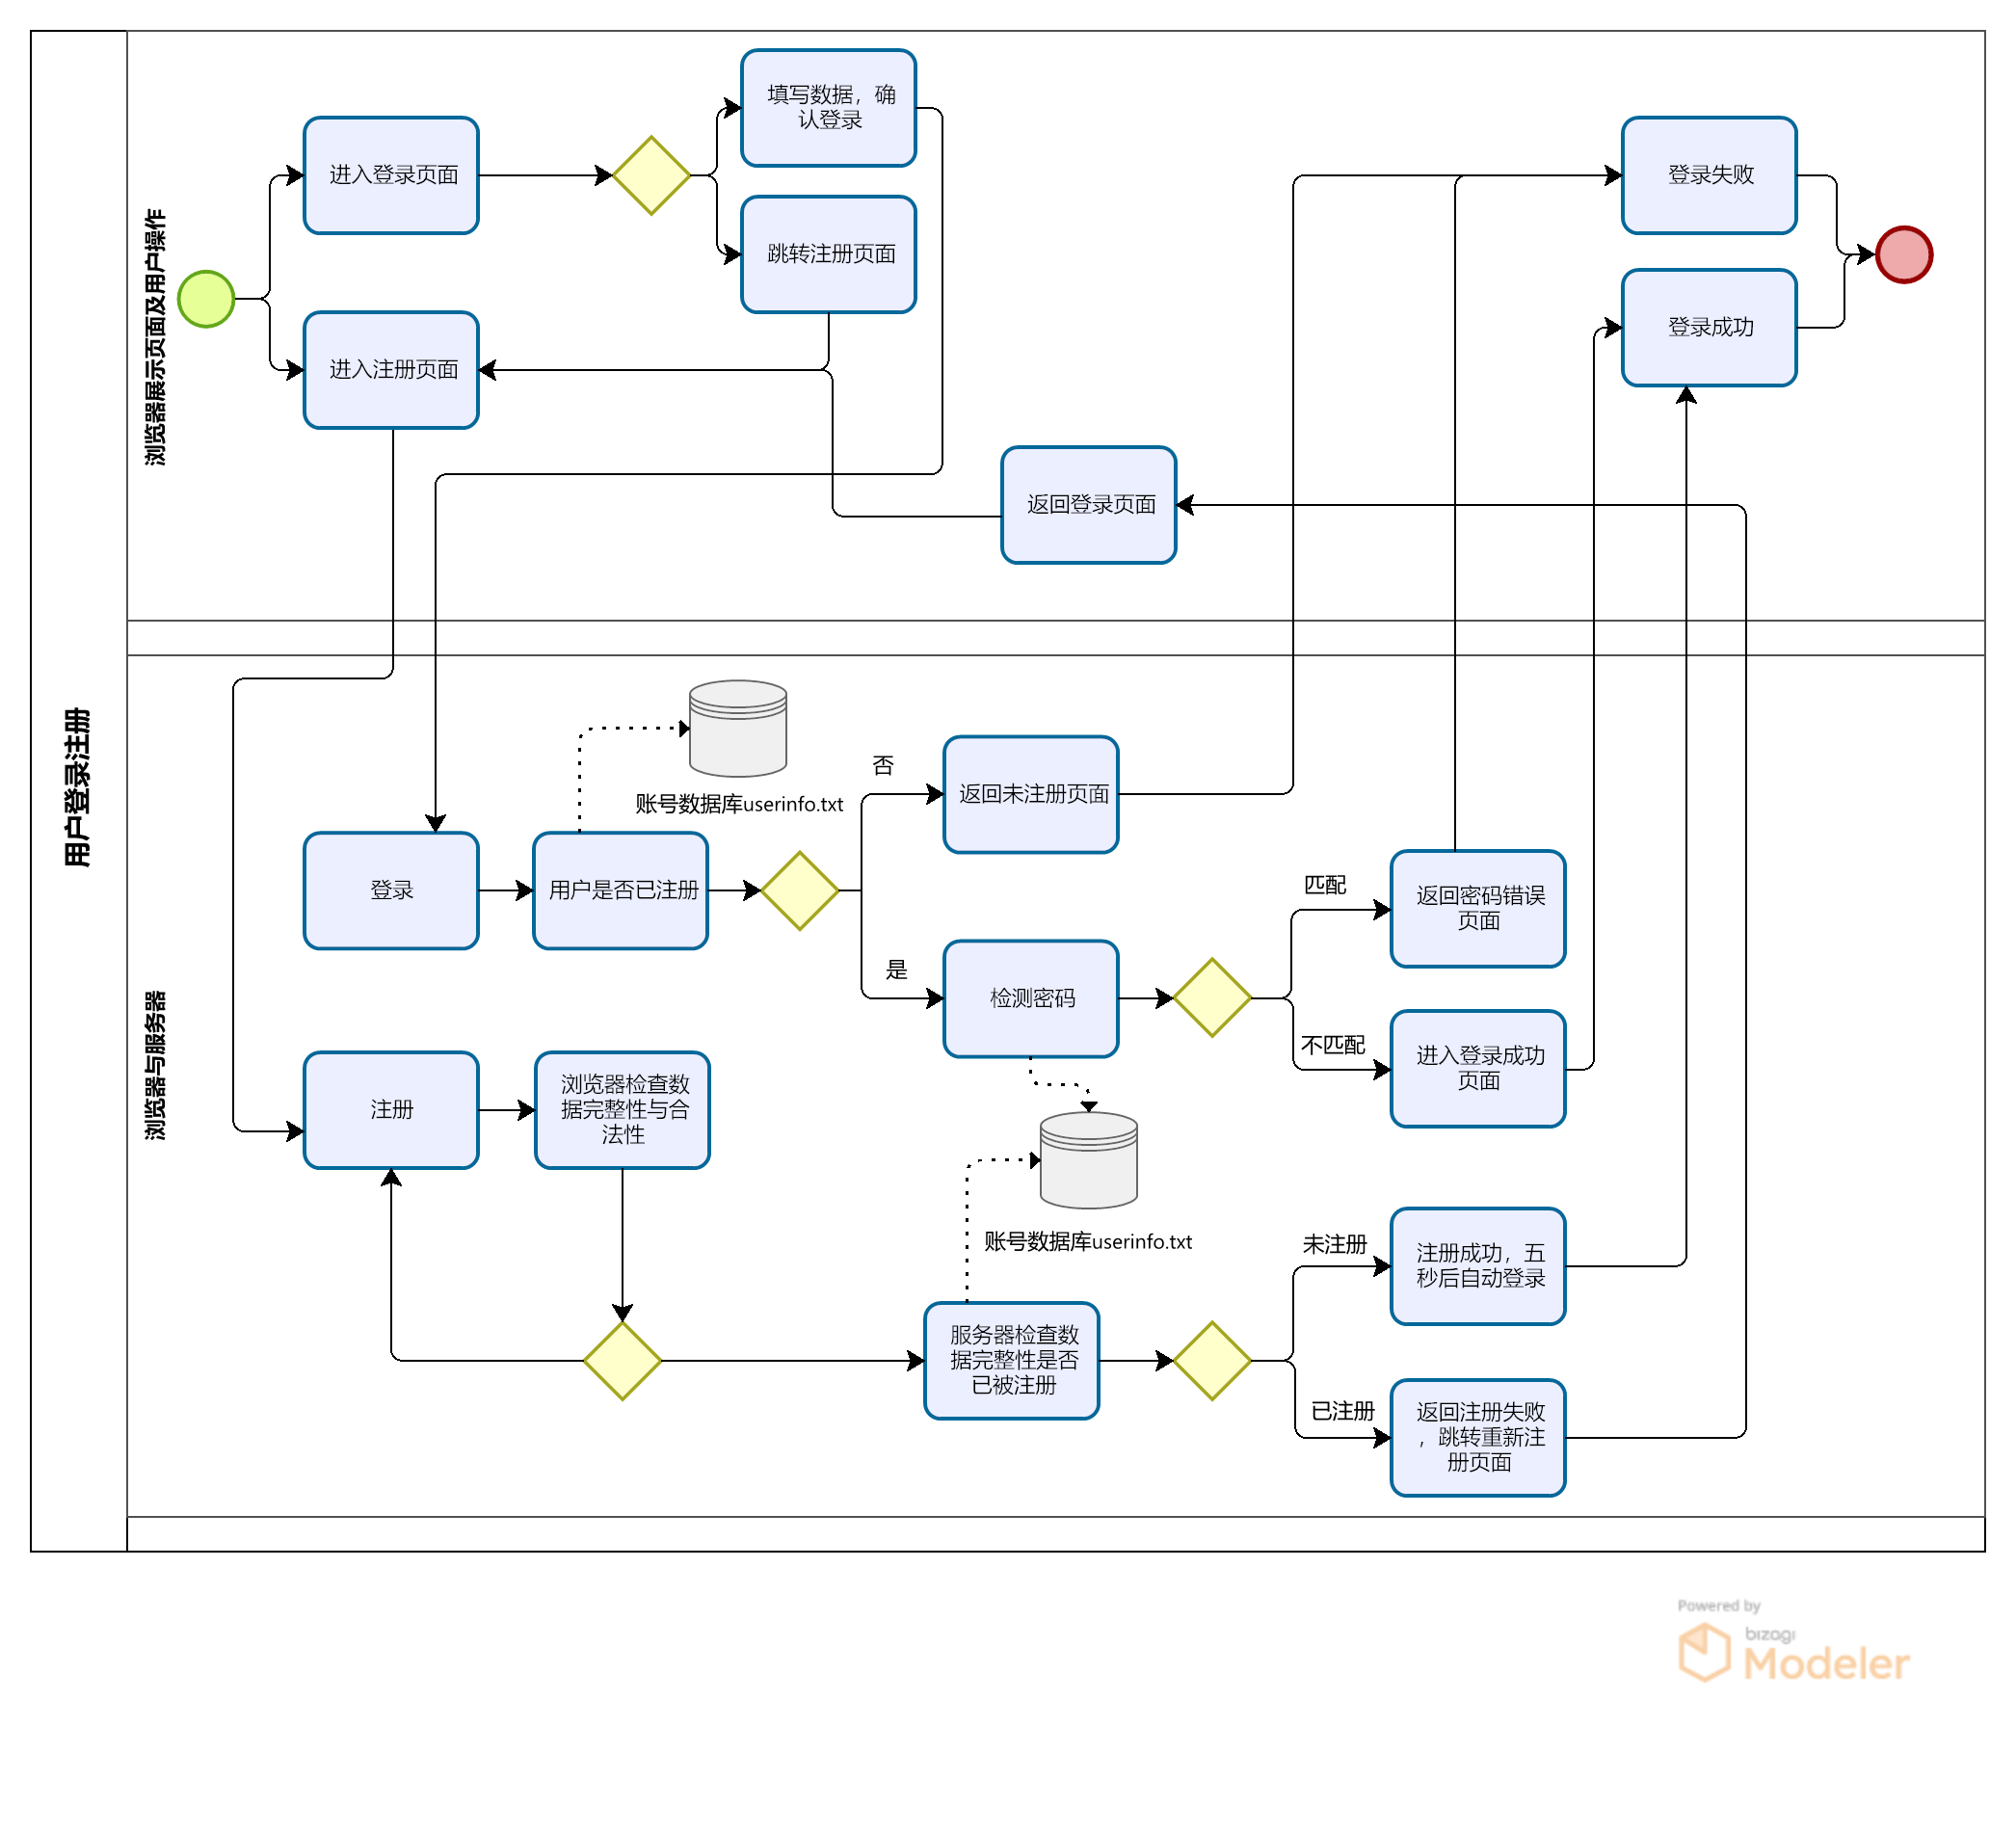 用户登录注册
浏览器展示页面及用户操作
进入登录页面
填写数据，确
认登录
跳转注册页面
进入注册页面
返回登录页面
登录失败
登录成功
浏览器与服务器
账号数据库userinfo.txt
登录
用户是否已注册
否
返回未注册页面
是
检测密码
匹配
返回密码错误
页面
不匹配
进入登录成功
页面
注册
浏览器检查数
据完整性与合
法性
账号数据库userinfo.txt
服务器检查数
据完整性是否
已被注册
未注册
注册成功，五
秒后自动登录
已注册
返回注册失败
，跳转重新注
册页面
Powered by
bizagi
Modeler